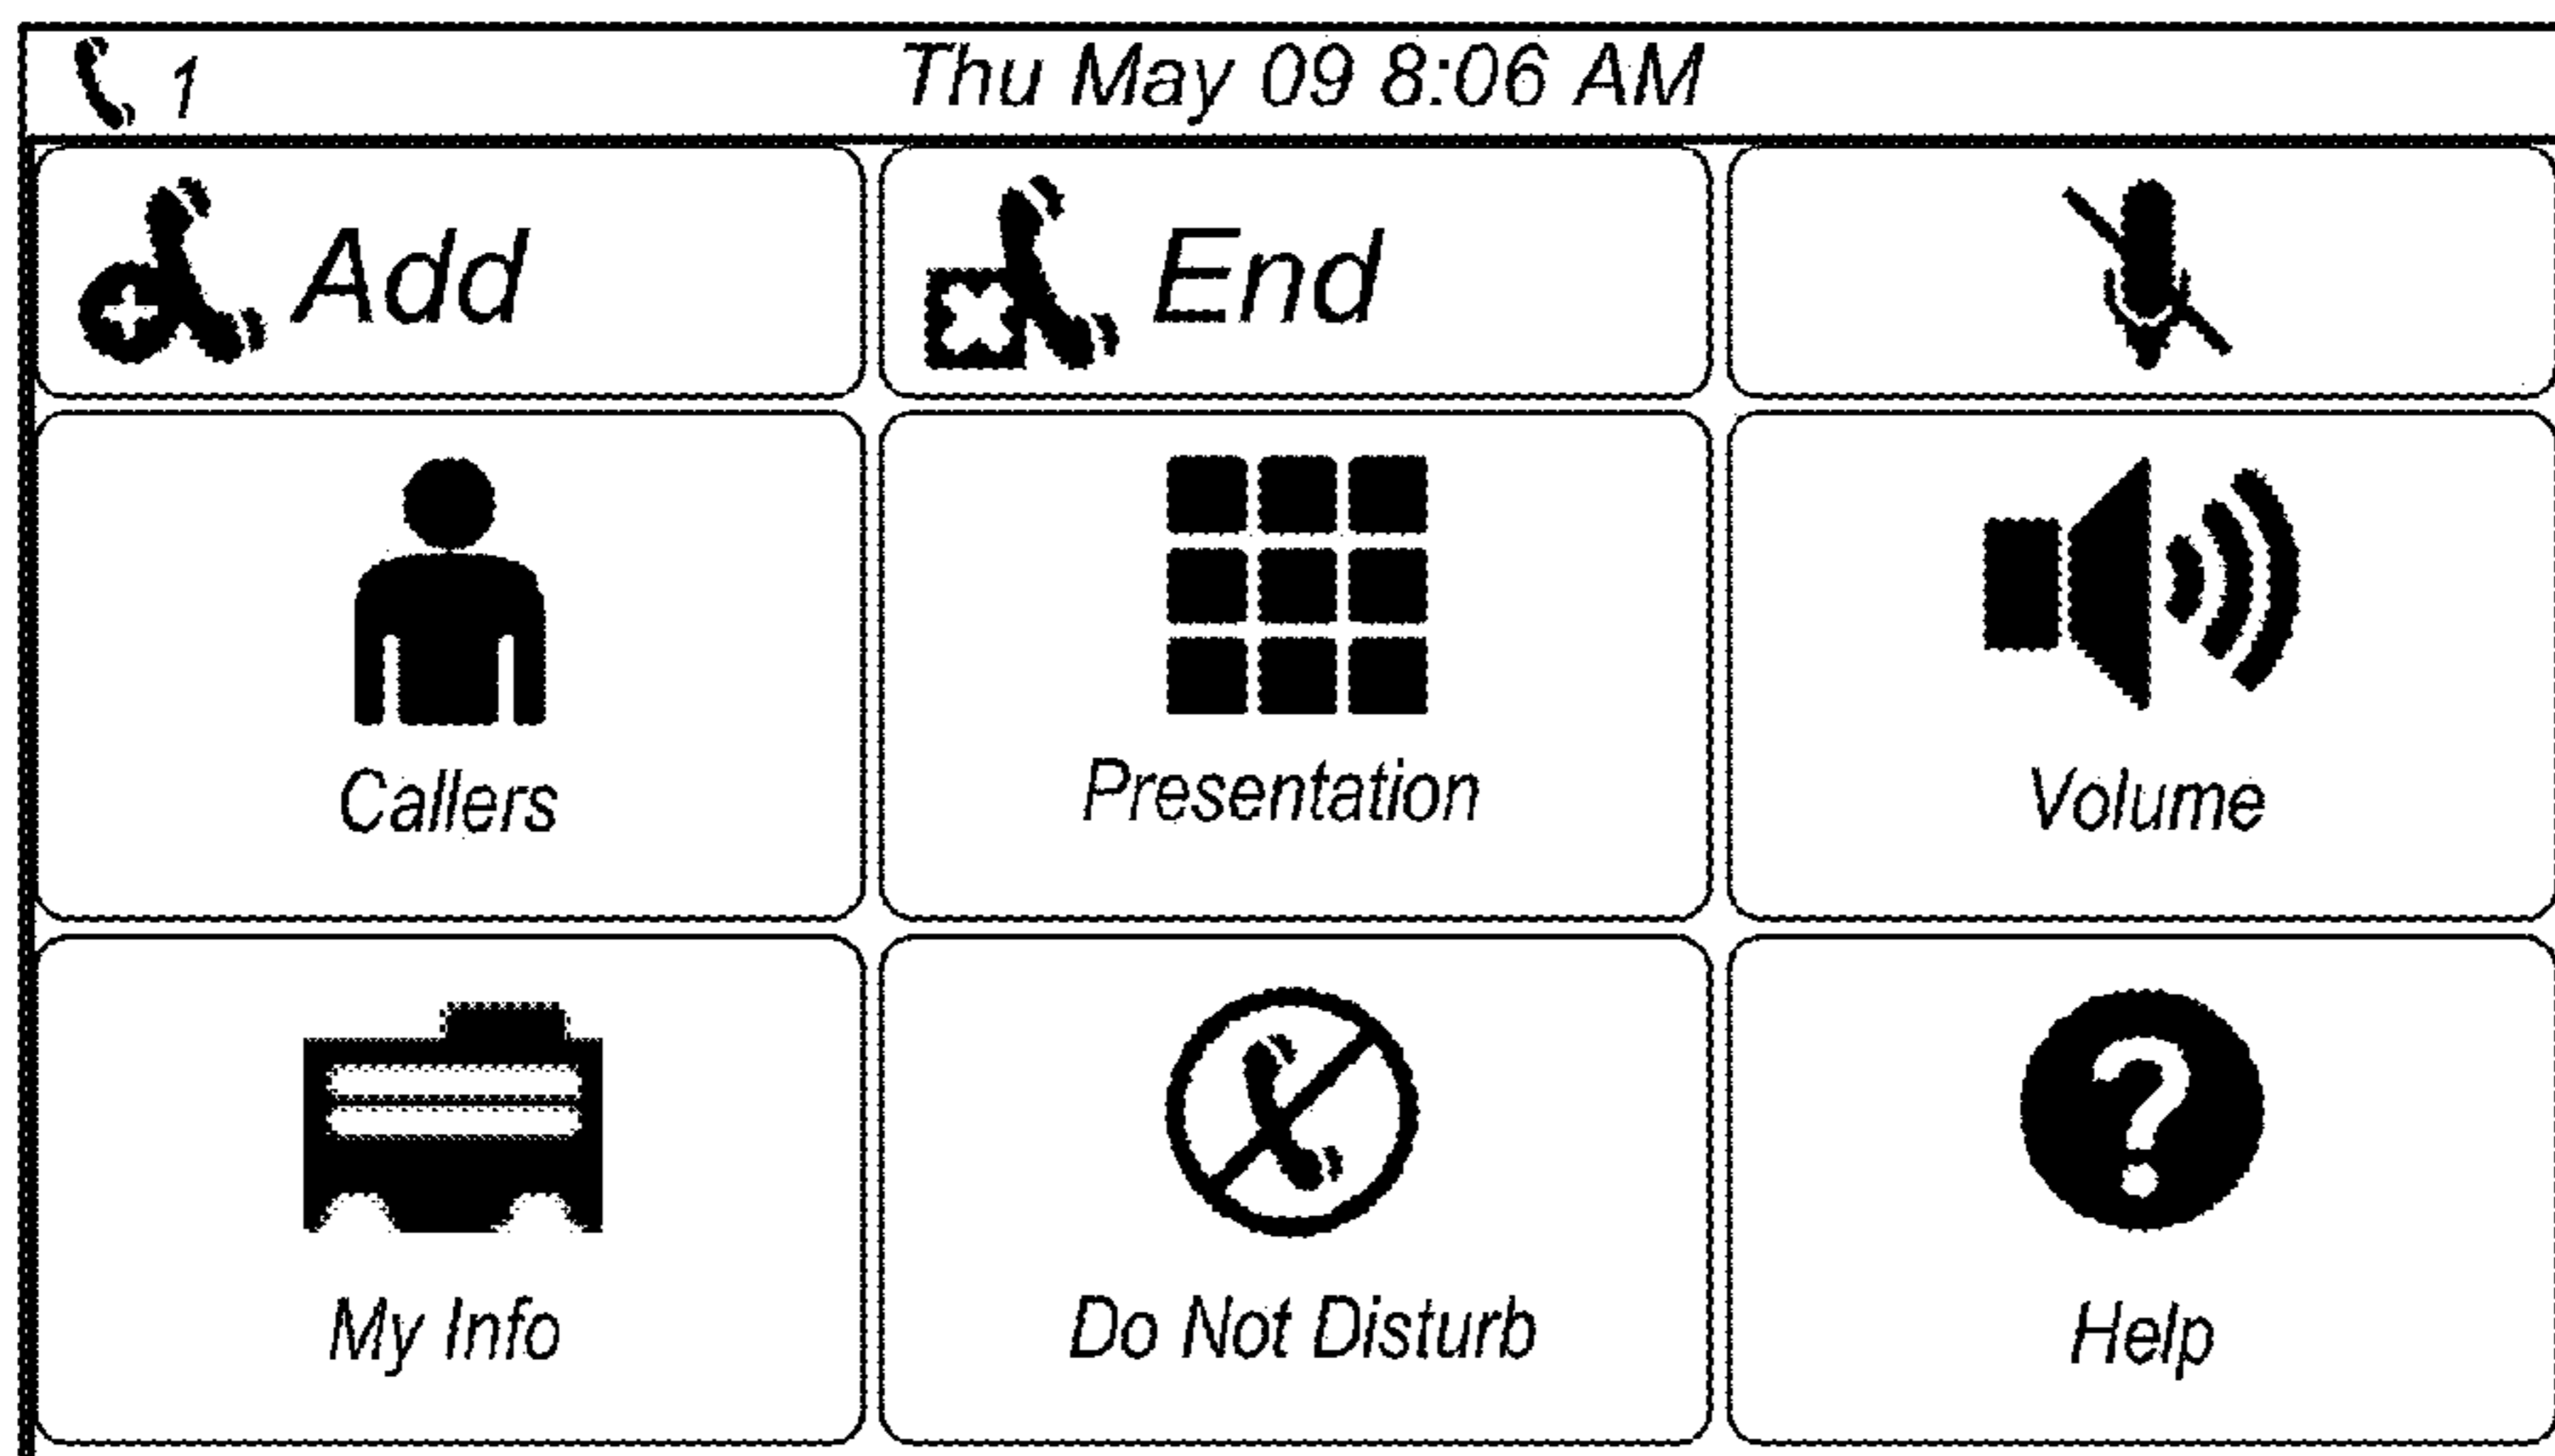 1 Thu May 09 8:06 AM
Add End
Callers Presentation Volume
My Info Do Not Disturb Help